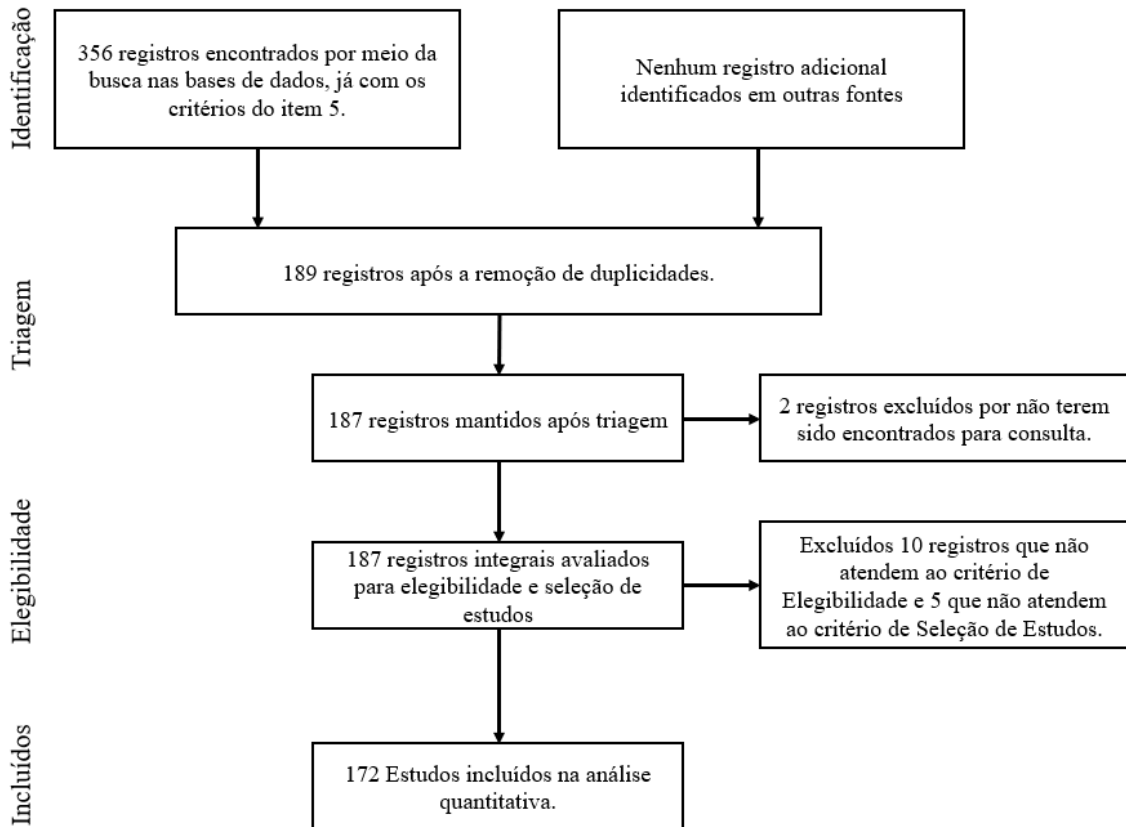 Identificação
356 registros encontrados por meio da
busca nas bases de dados, já com os
critérios do item 5.
Nenhum registro adicional
identificados em outras fontes
Triagem
189 registros após a remoção de duplicidades.
187 registros mantidos após triagem
2 registros excluídos por não terem
sido encontrados para consulta.
Elegibilidade
187 registros integrais avaliados
para elegibilidade e seleção de
estudos
Excluídos 10 registros que não
atendem ao critério de
Elegibilidade e 5 que não atendem
ao critério de Seleção de Estudos.
Incluídos
172 Estudos incluídos na análise
quantitativa.